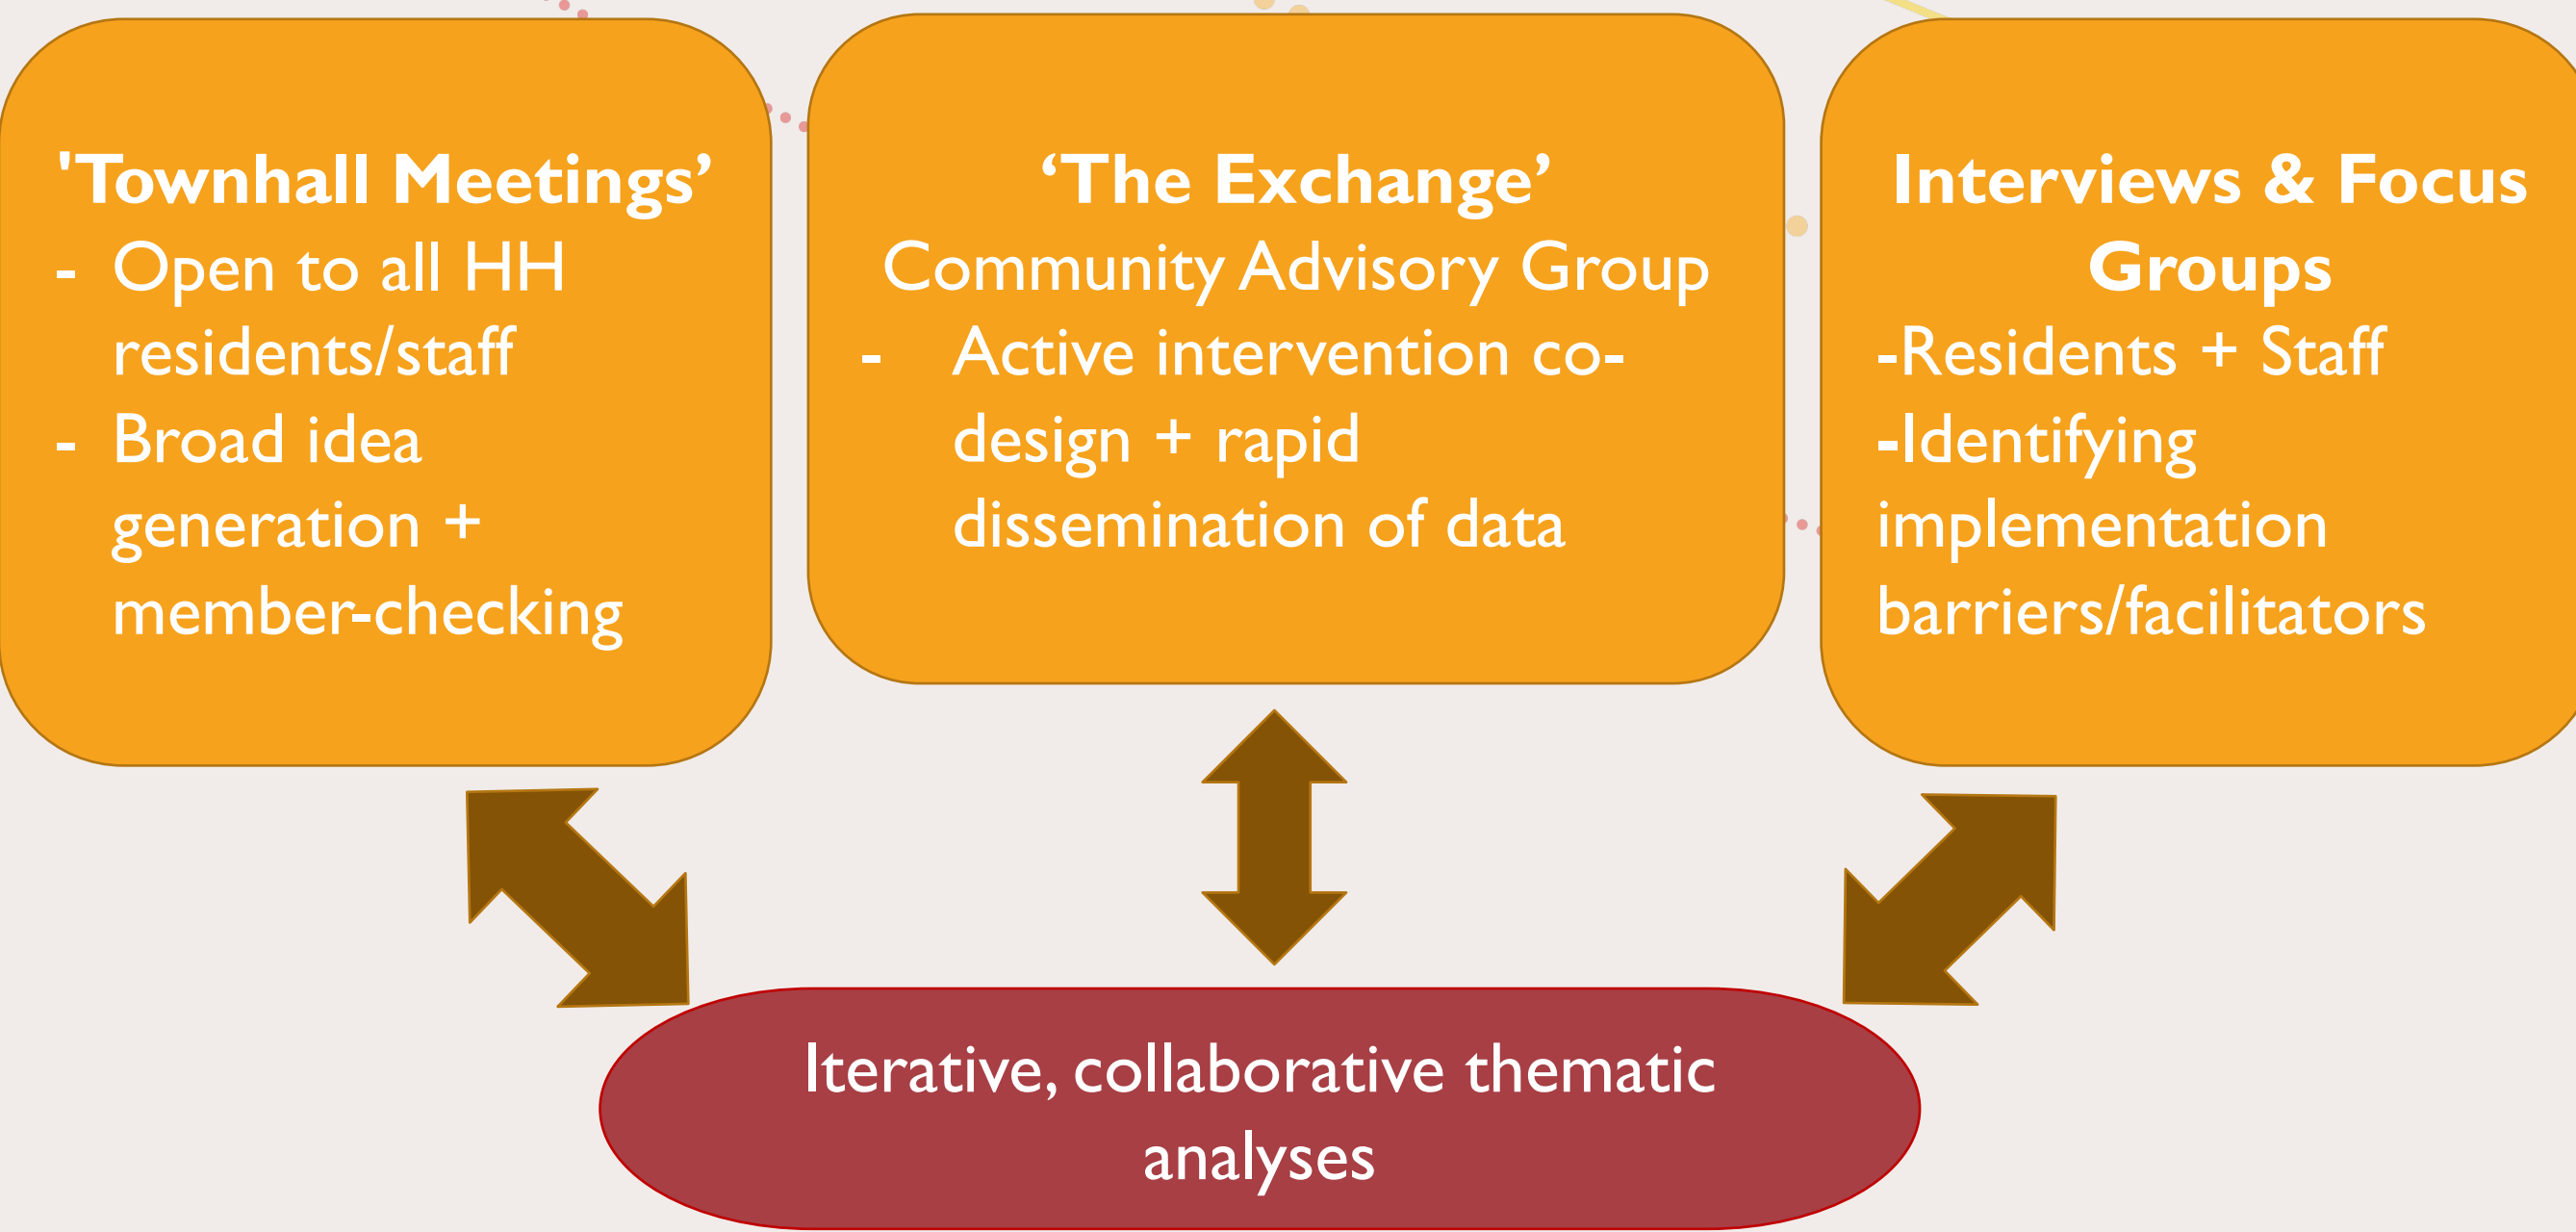 'Townhall Meetings’
- Open to all HH
residents/staff
- Broad idea
generation +
member-checking
‘The Exchange’
Community Advisory Group
- Active intervention co-
design + rapid
dissemination of data
Interviews & Focus
Groups
-Residents + Staff
-Identifying
implementation
barriers/facilitators
Iterative, collaborative thematic
analyses